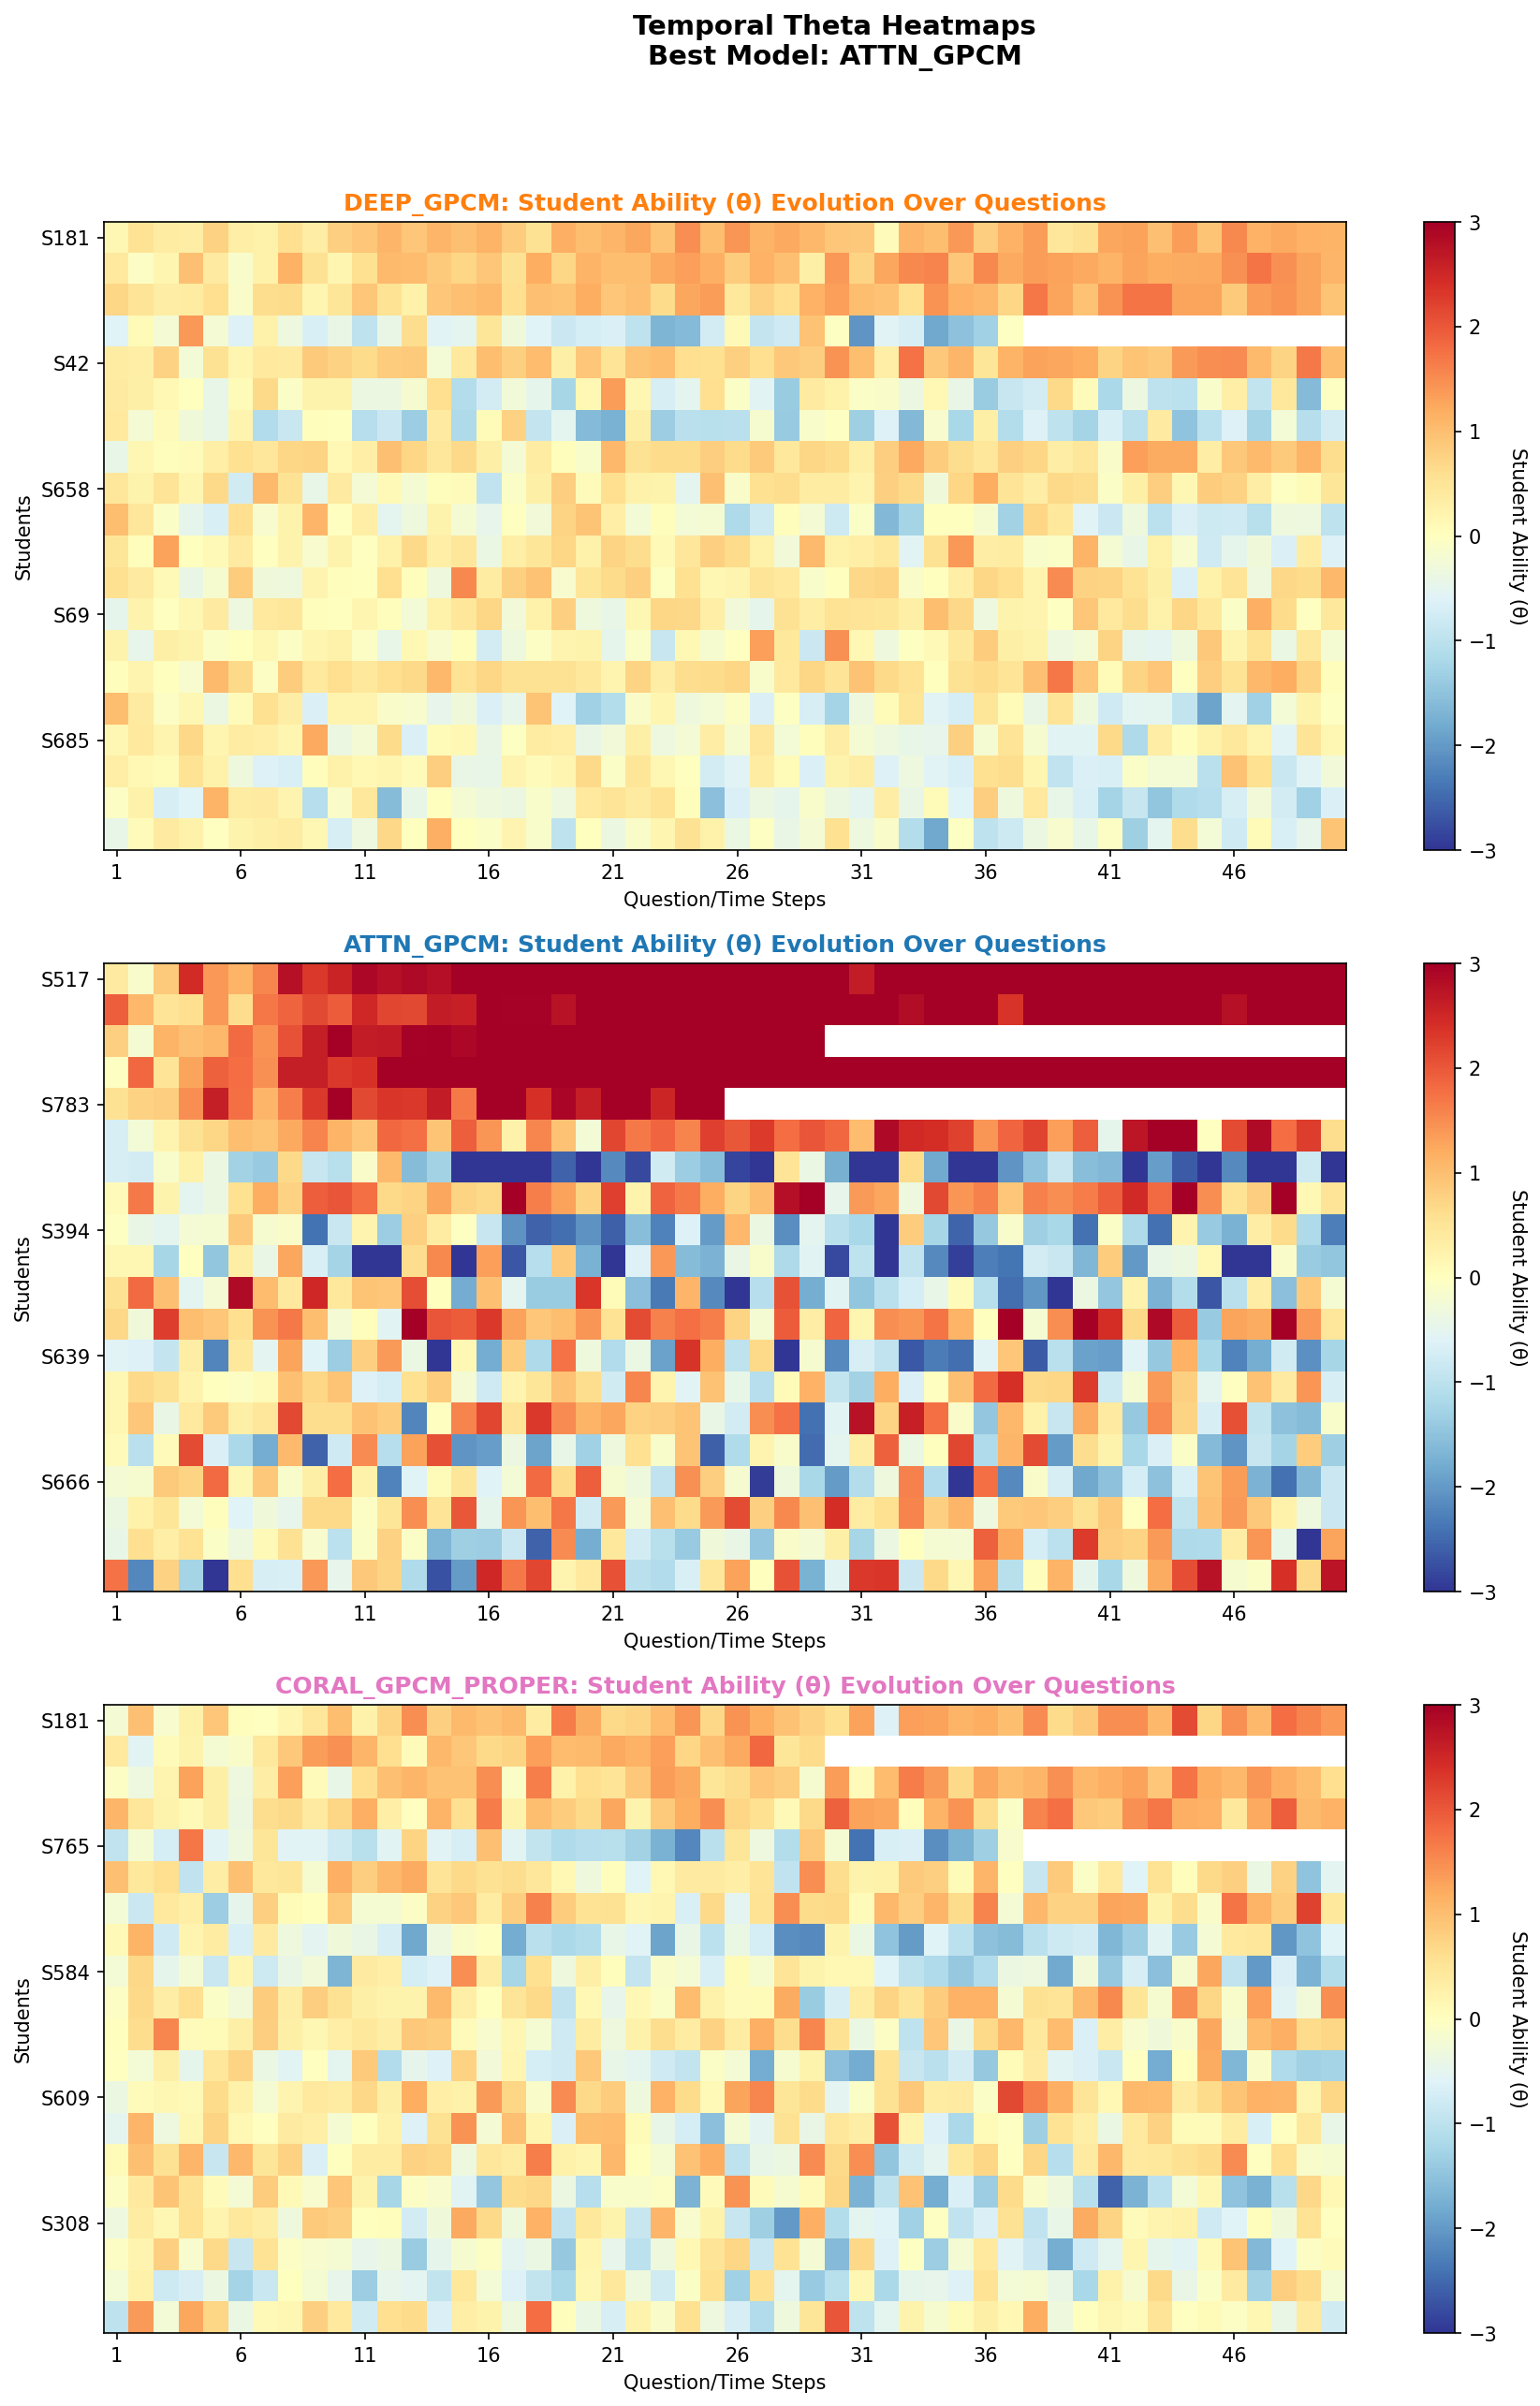 Temporal Theta Heatmaps
Best Model: ATTN_GPCM
DEEP_GPCM: Student Ability (θ) Evolution Over Questions
Students
S181
S42
S658
S69
S685
1 6 11 16 21 26 31 36 41 46
Question/Time Steps
3
2
1
0
−1
−2
−3
Student Ability (θ)
ATTN_GPCM: Student Ability (θ) Evolution Over Questions
Students
S517
S783
S394
S639
S666
1 6 11 16 21 26 31 36 41 46
Question/Time Steps
3
2
1
0
−1
−2
−3
Student Ability (θ)
CORAL_GPCM_PROPER: Student Ability (θ) Evolution Over Questions
Students
S181
S765
S584
S609
S308
1 6 11 16 21 26 31 36 41 46
Question/Time Steps
3
2
1
0
−1
−2
−3
Student Ability (θ)